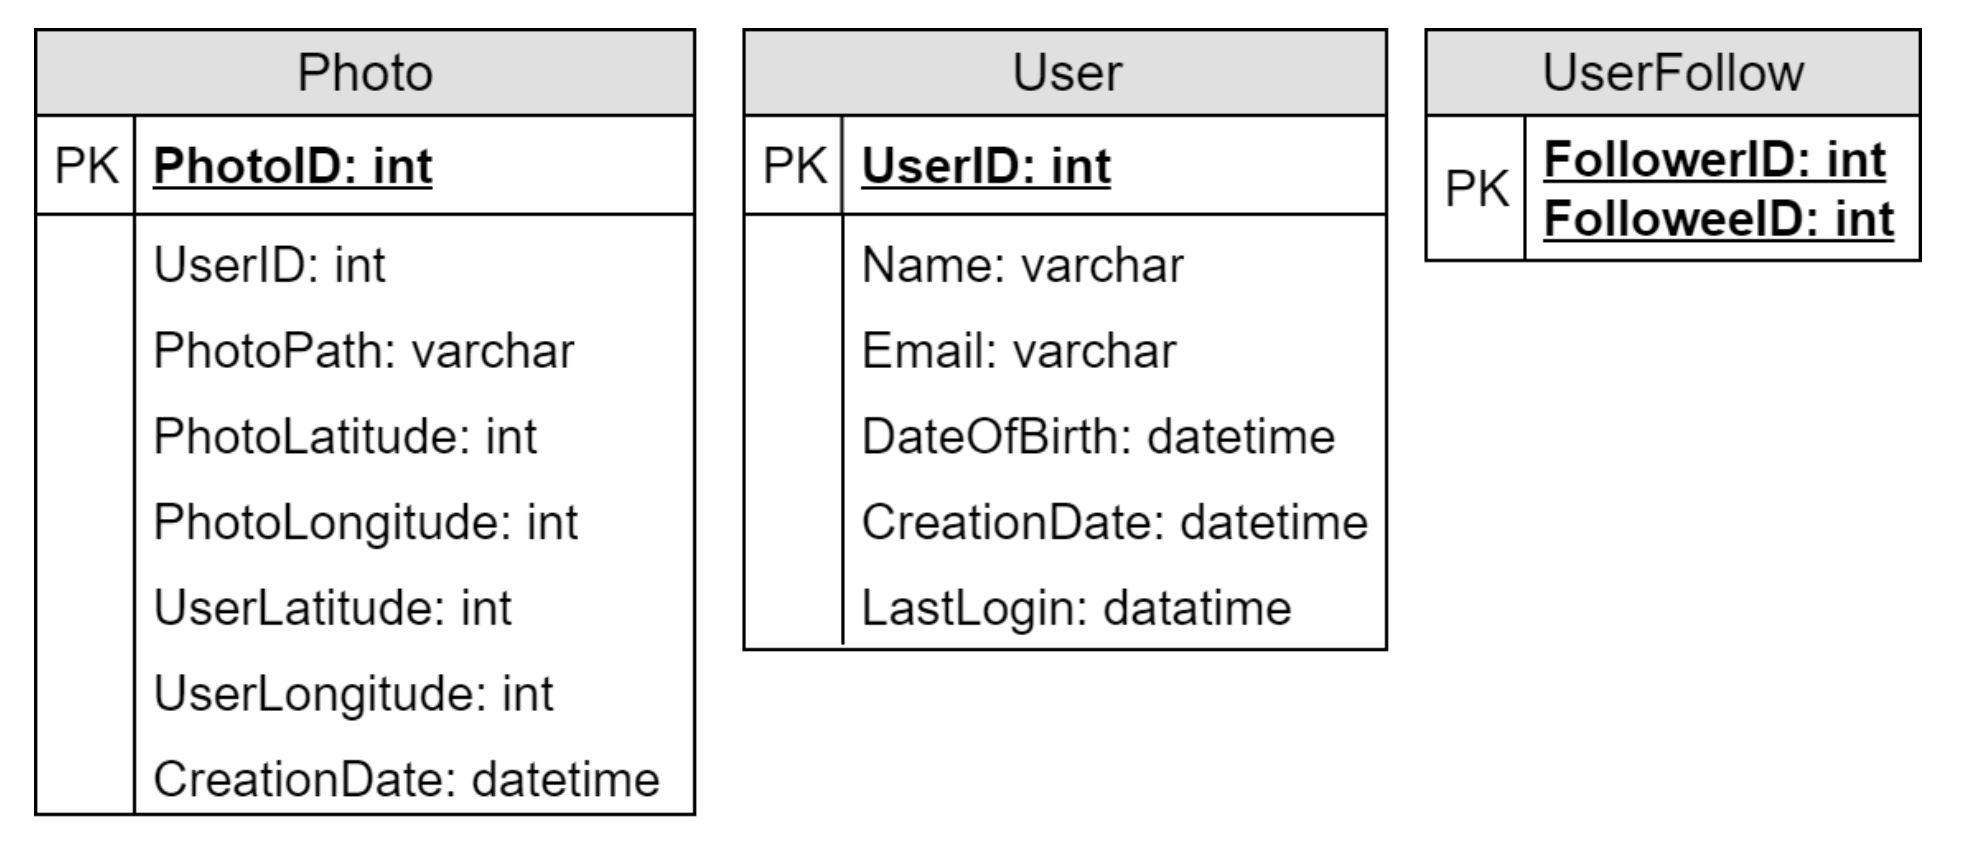 Photo
PK
PhotoID: int
UserID: int
PhotoPath: varchar
PhotoLatitude: int
PhotoLongitude: int
UserLatitude: int
UserLongitude: int
CreationDate: datetime
User
PK
UserID: int
Name: varchar
Email: varchar
DateOfBirth: datetime
CreationDate: datetime
LastLogin: datatime
UserFollow
PK
FollowerID: int
FolloweeID: int